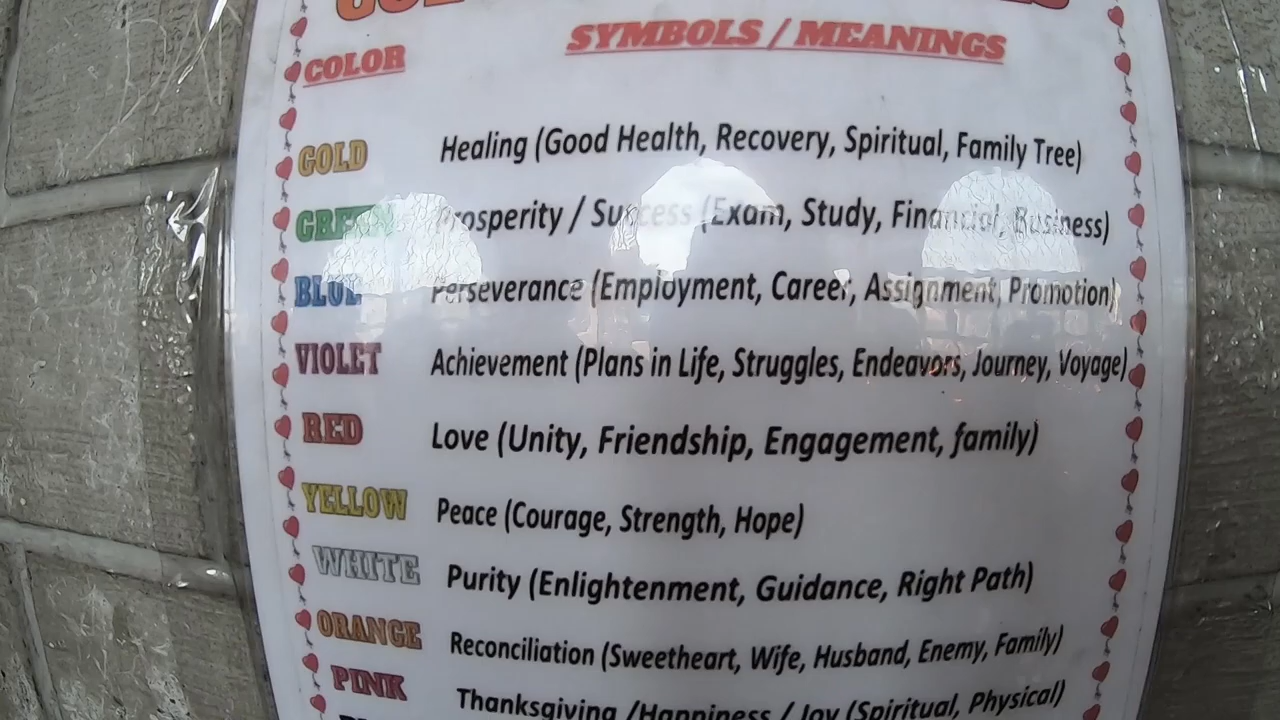 SYMBOLS / MEANINGS
COLOR
GOLD Healing (Good Health, Recovery, Spiritual, Family Tree)
GREEN Prosperity / Success (Exam, Study, Financial, Business)
BLUE Perseverance (Employment, Career, Assignment, Promotion)
VIOLET Achievement (Plans in Life, Struggles, Endeavors, Journey, Voyage)
RED Love (Unity, Friendship, Engagement, family)
YELLOW Peace (Courage, Strength, Hope)
WHITE Purity (Enlightenment, Guidance, Right Path)
ORANGE Reconciliation (Sweetheart, Wife, Husband, Enemy, Family)
PINK Thanksgiving /Happiness / Joy (Spiritual, Physical)